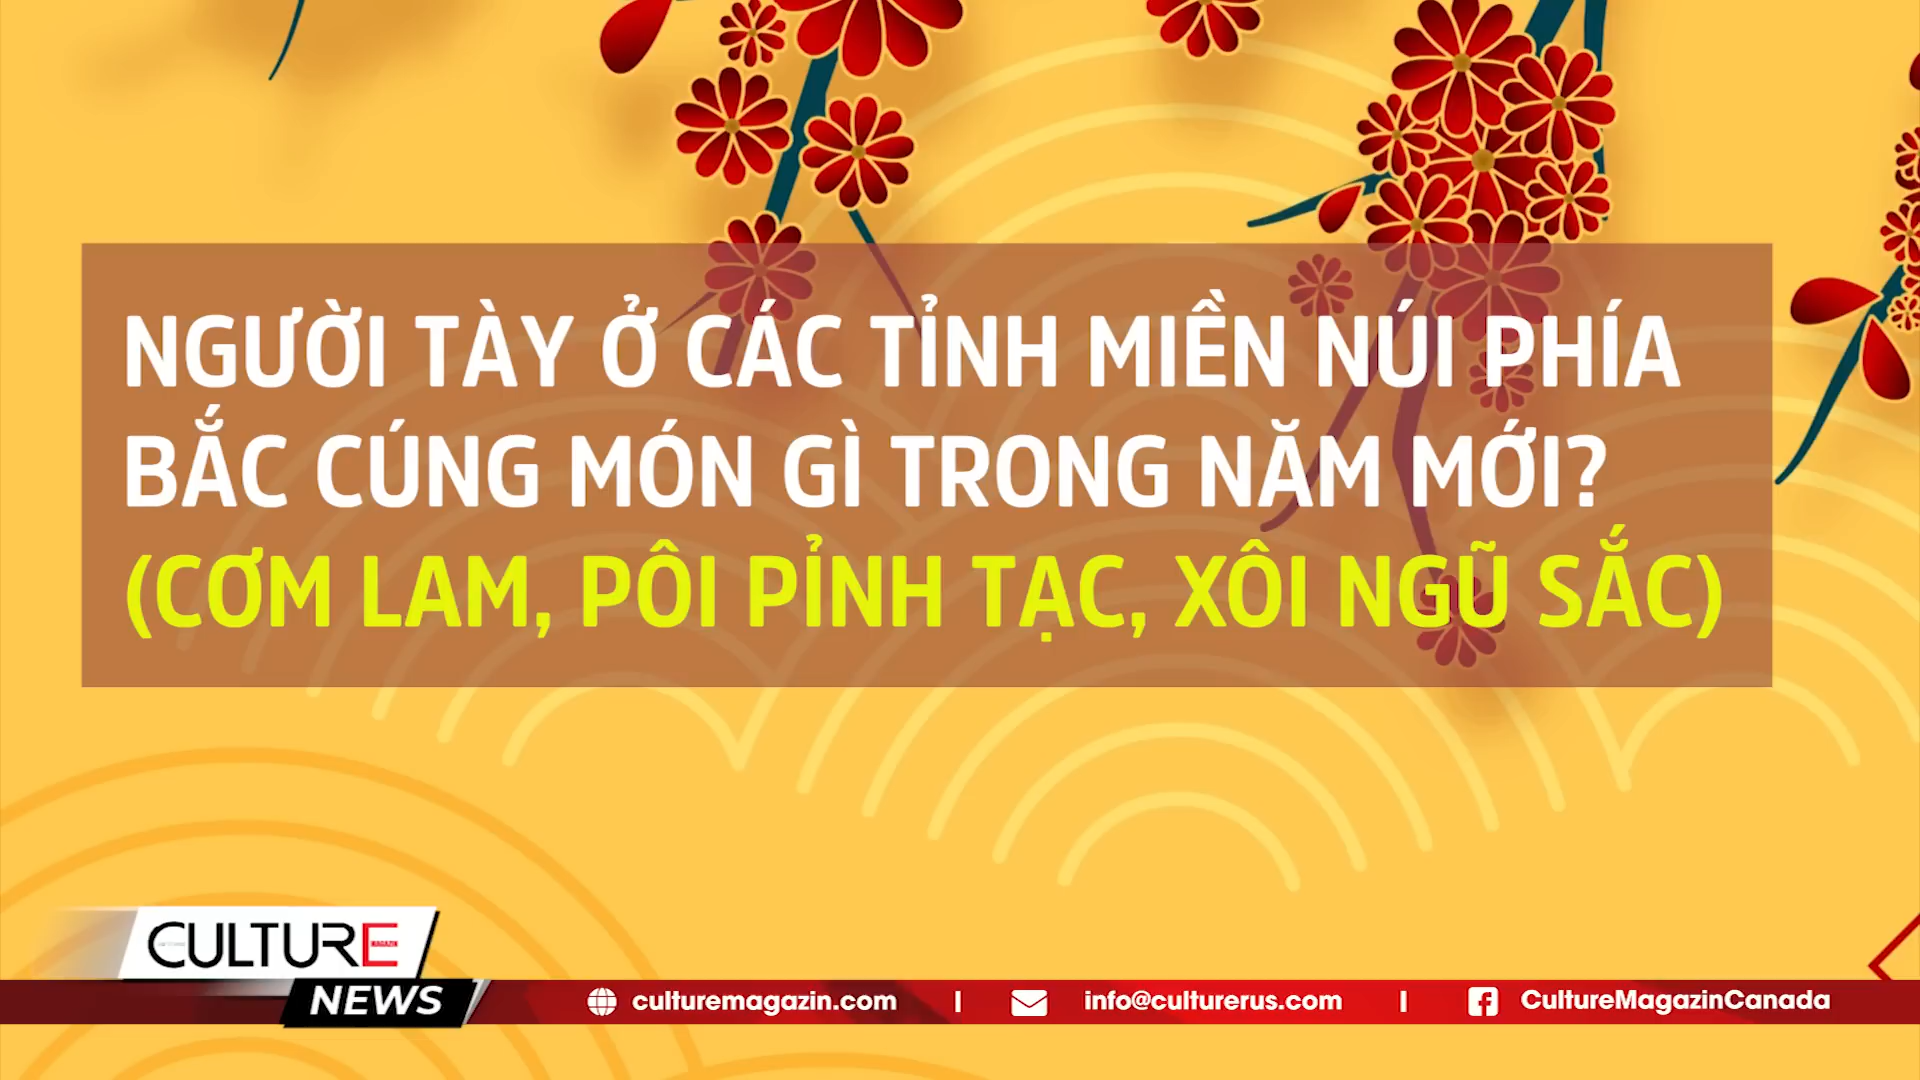 NGƯỜI TÀY Ở CÁC TỈNH MIỀN NÚI PHÍA
BẮC CÚNG MÓN GÌ TRONG NĂM MỚI?
(CƠM LAM, PÔI PỈNH TẠC, XÔI NGŨ SẮC)
CULTURE
MAGAZIN
NEWS
culturemagazin.com | info@culturerus.com | CultureMagazinCanada